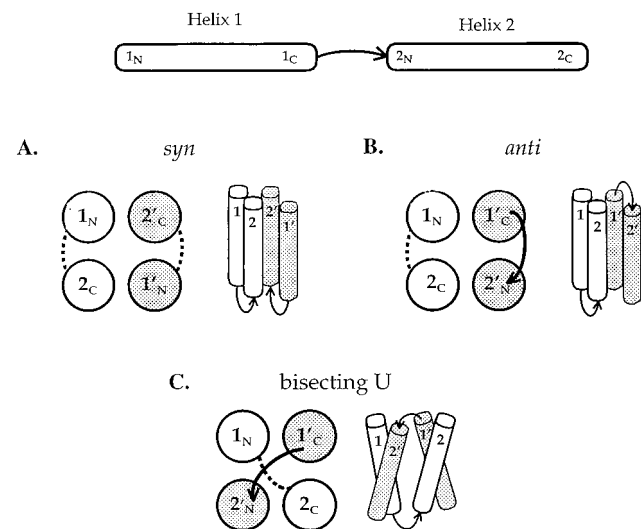 Helix 1
Helix 2
1N 1C 2N 2C
A. syn
B. anti
1N 2'C
2C 1'N
1 2 2' 1'
1N 1'C
2C 2'N
1 2 1' 2'
C. bisecting U
1N 1'C
2'N 2C
1 2' 1' 2